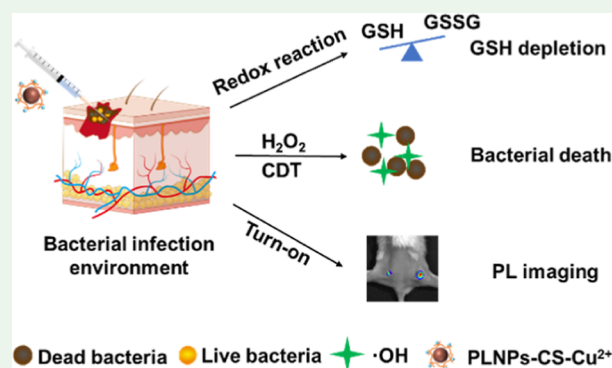 GSH GSSG
GSH depletion
Redox reaction
H₂O₂
CDT
Bacterial death
Turn-on
PL imaging
Bacterial infection
environment
Dead bacteria Live bacteria ·OH PLNPs-CS-Cu²⁺